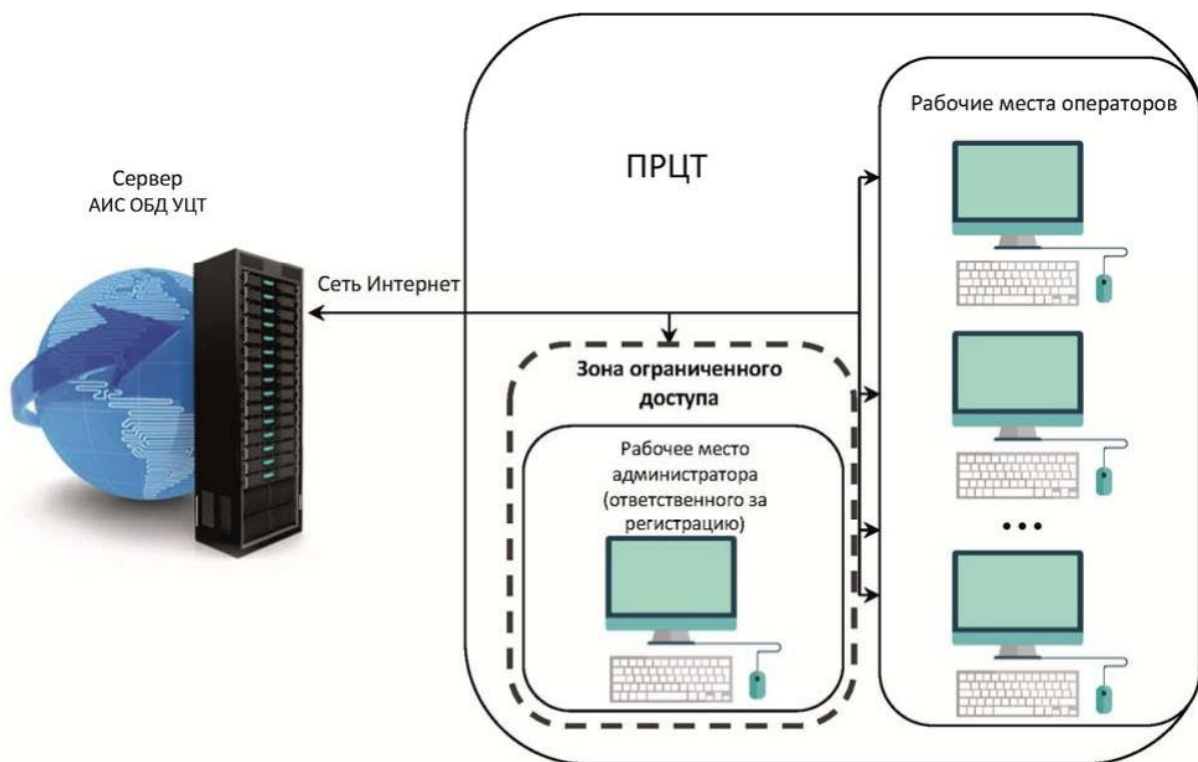 Сервер
АИС ОБД УЦТ
Сеть Интернет
ПРЦТ
Зона ограниченного
доступа
Рабочее место
администратора
(ответственного за
регистрацию)
Рабочие места операторов
•••